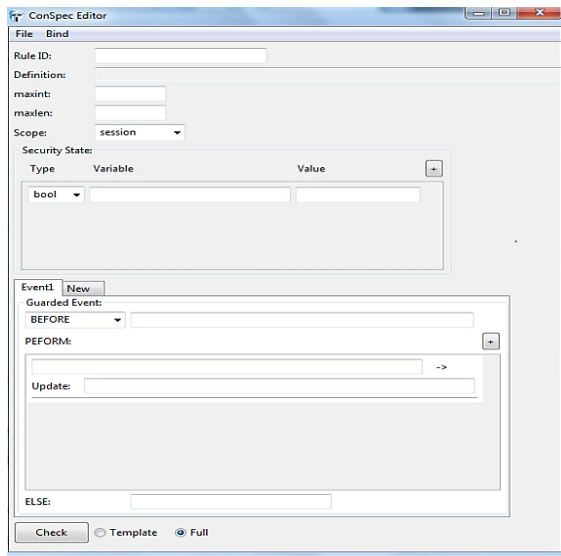 ConSpec Editor
File Bind
Rule ID:
Definition:
maxint:
maxlen:
Scope: session
Security State:
Type Variable Value +
bool
Event1 New
Guarded Event:
BEFORE
PEFORM: +
->
Update:
ELSE:
Check Template Full